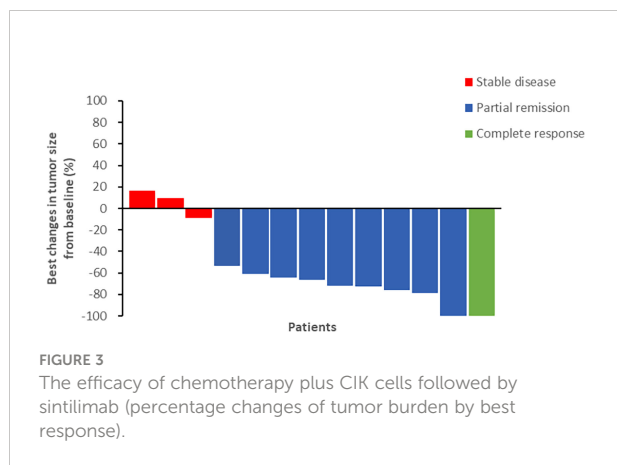 Stable disease
Partial remission
Complete response
Best changes in tumor size
from baseline (%)
100
80
60
40
20
0
-20
-40
-60
-80
-100
Patients
FIGURE 3
The efficacy of chemotherapy plus CIK cells followed by
sintilimab (percentage changes of tumor burden by best
response).